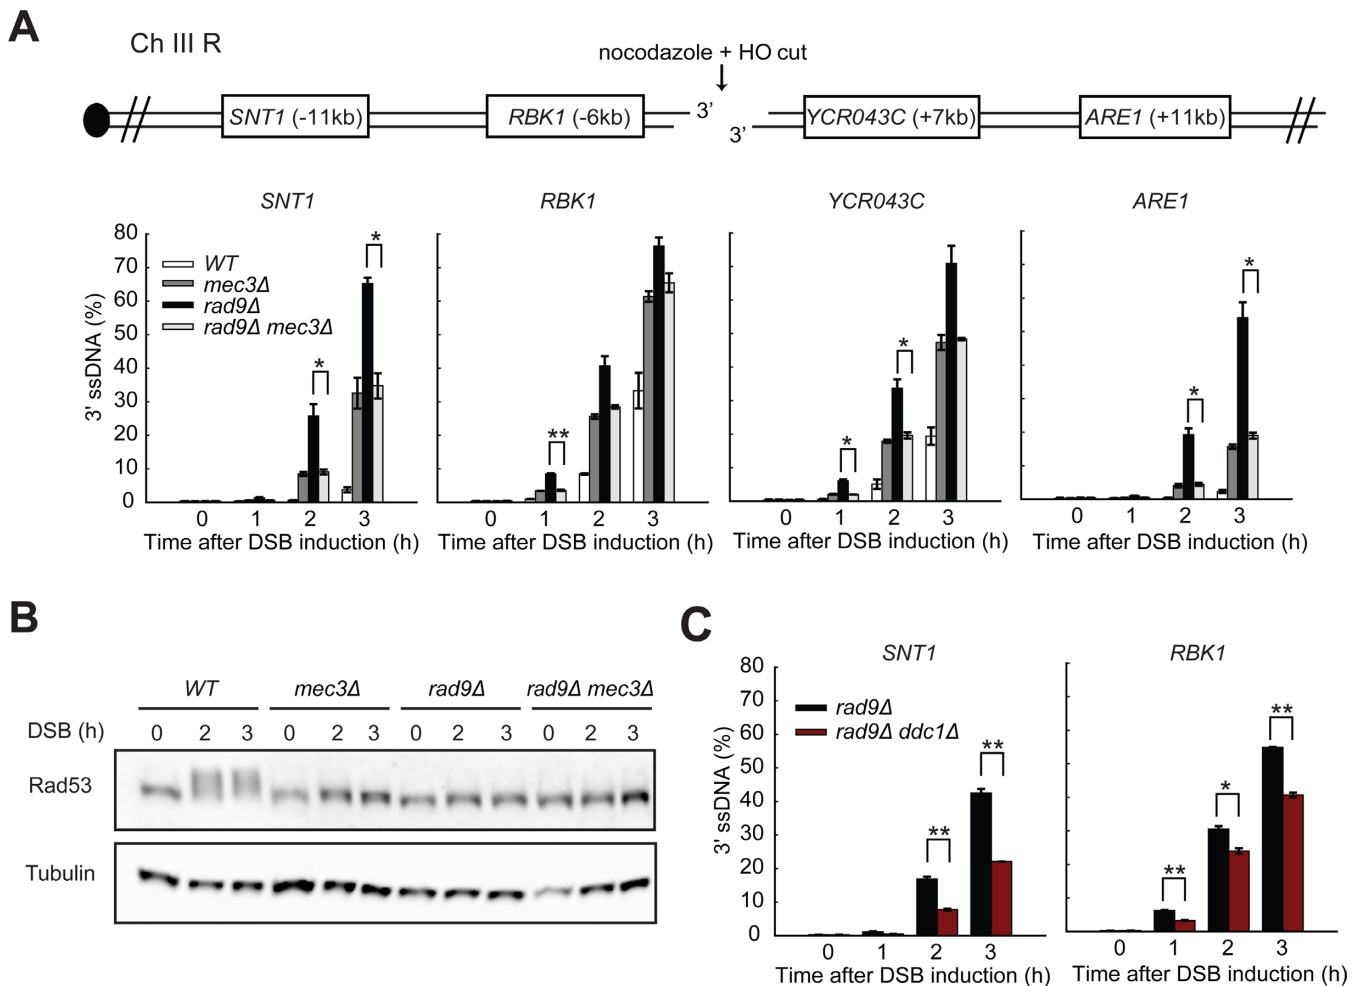 A
Ch III R
nocodazole + HO cut
SNT1 (-11kb)
RBK1 (-6kb)
3’
3’
YCR043C (+7kb)
ARE1 (+11kb)
SNT1
RBK1
YCR043C
ARE1
3' ssDNA (%)
80
70
60
50
40
30
20
10
0
WT
mec3Δ
rad9Δ
rad9Δ mec3Δ
* *
** 
* *
* *
0 1 2 3
0 1 2 3
0 1 2 3
0 1 2 3
Time after DSB induction (h)
Time after DSB induction (h)
Time after DSB induction (h)
Time after DSB induction (h)
B
WT
mec3Δ
rad9Δ
rad9Δ mec3Δ
DSB (h)
0 2 3 0 2 3 0 2 3 0 2 3
Rad53
Tubulin
C
SNT1
RBK1
3' ssDNA (%)
80
70
60
50
40
30
20
10
0
rad9Δ
rad9Δ ddc1Δ
** **
** * **
0 1 2 3
0 1 2 3
Time after DSB induction (h)
Time after DSB induction (h)